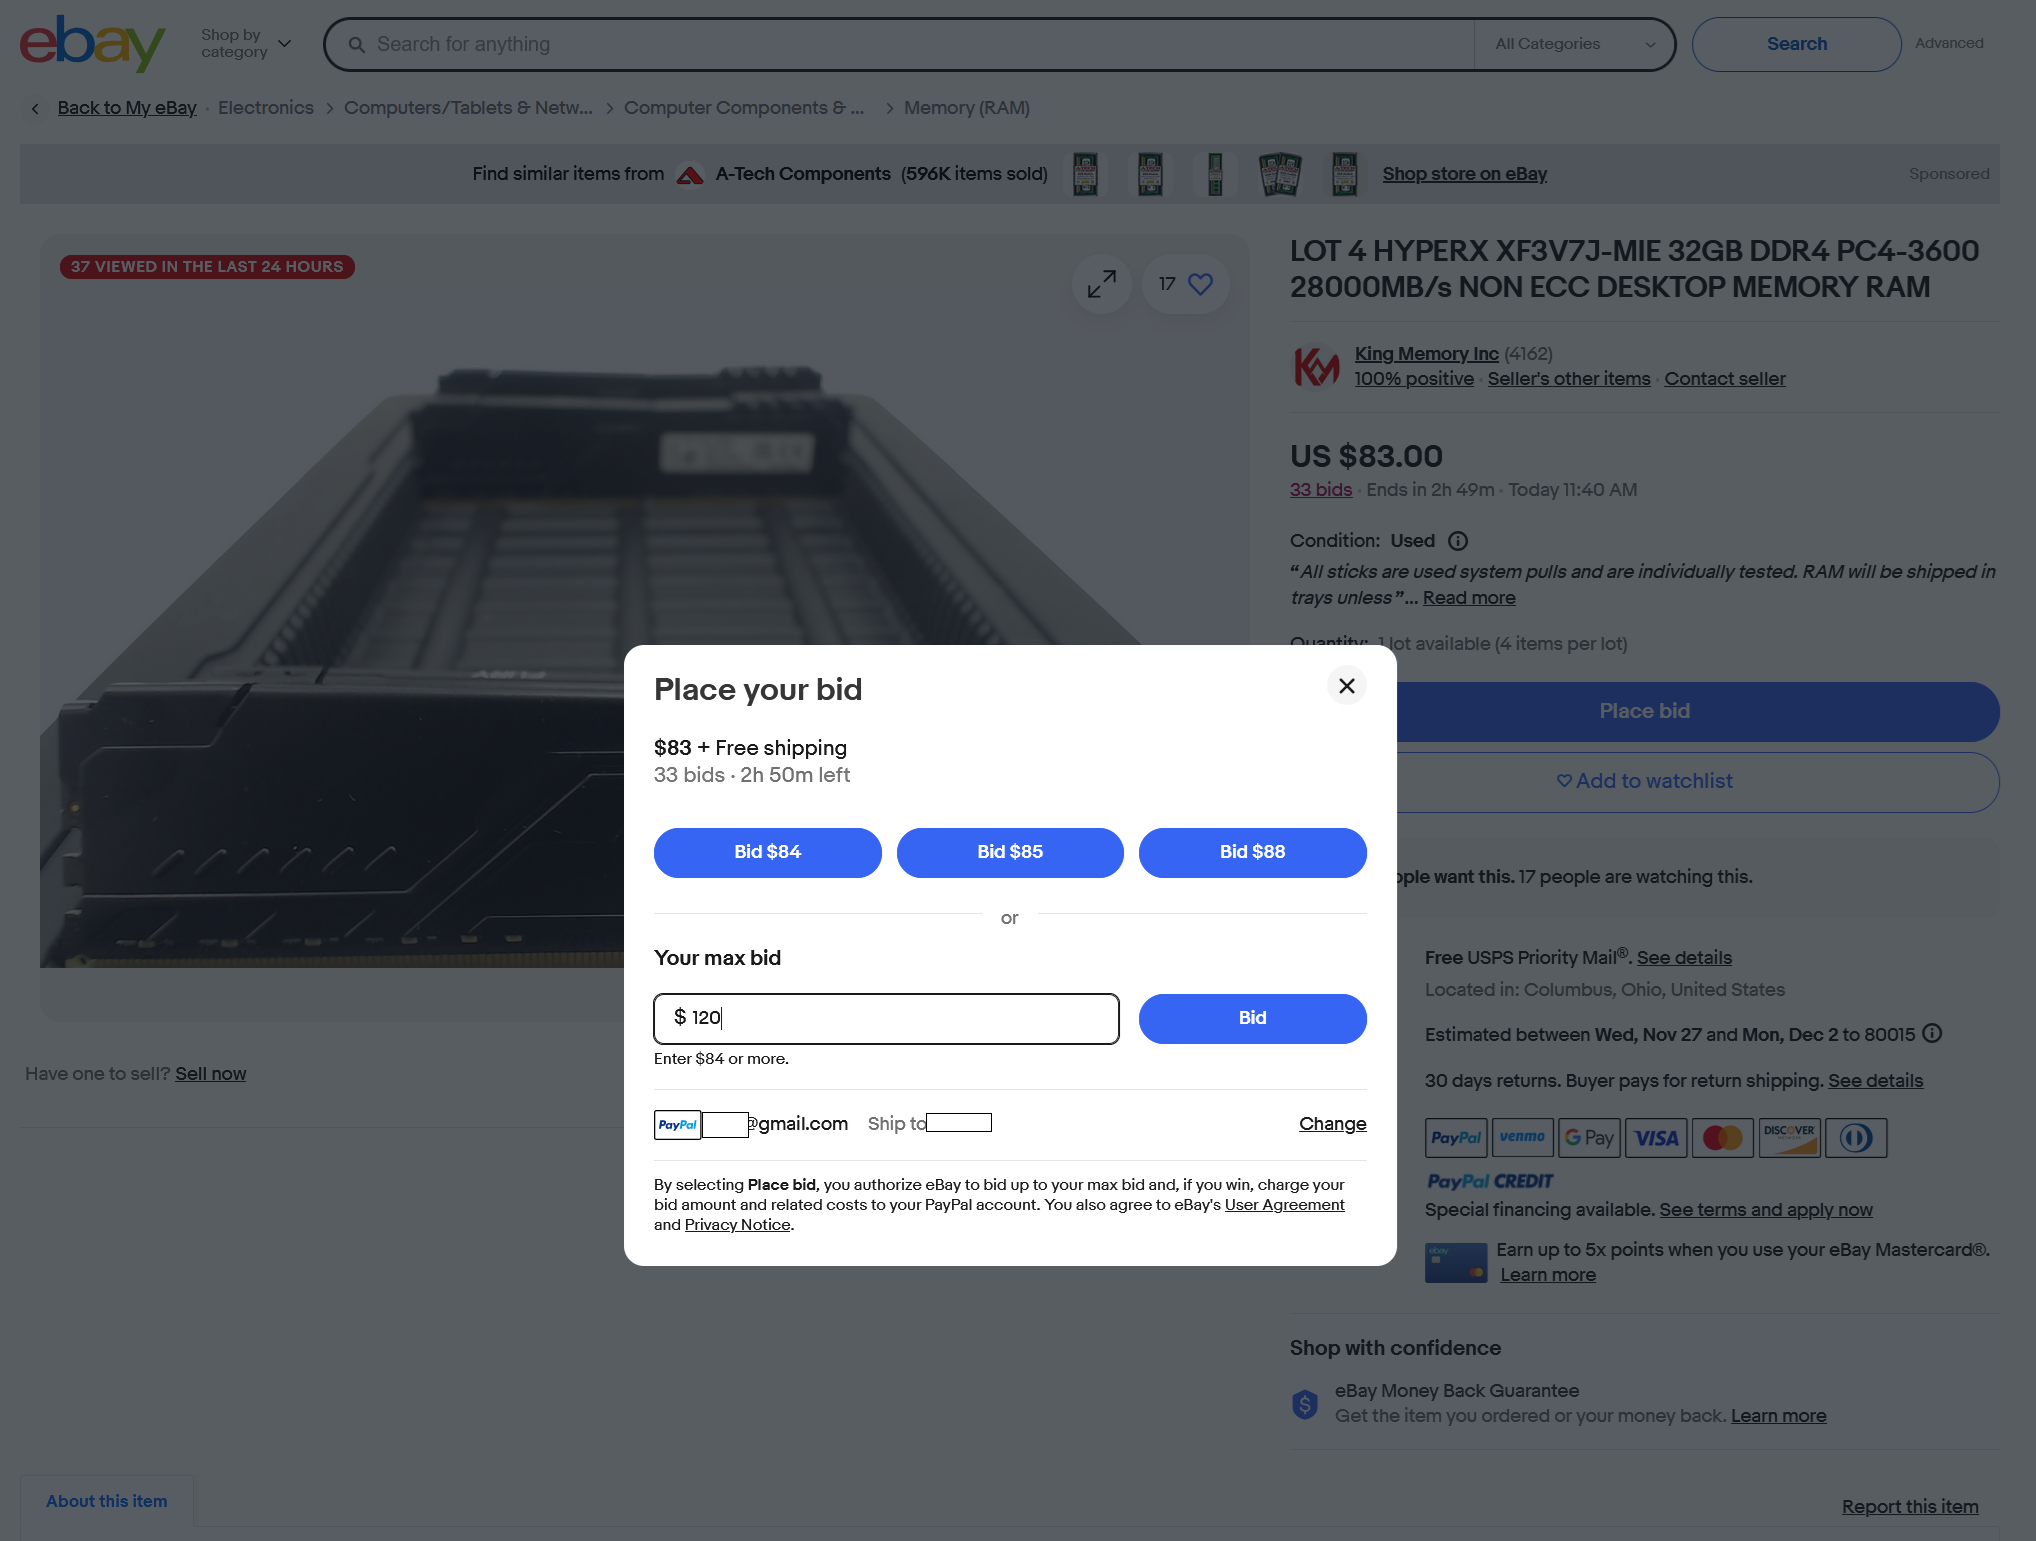 ebay
Shop by
category
Search for anything
All Categories
Search
Advanced
Back to My eBay · Electronics > Computers/Tablets & Netw... > Computer Components & ... > Memory (RAM)
Find similar items from A-Tech Components (596K items sold) Shop store on eBay
Sponsored
37 VIEWED IN THE LAST 24 HOURS
17
LOT 4 HYPERX XF3V7J-MIE 32GB DDR4 PC4-3600
28000MB/s NON ECC DESKTOP MEMORY RAM
KM
King Memory Inc (4162)
100% positive · Seller's other items · Contact seller
US $83.00
33 bids · Ends in 2h 49m · Today 11:40 AM
Condition: Used
“All sticks are used system pulls and are individually tested. RAM will be shipped in
trays unless”... Read more
Quantity: 1 lot available (4 items per lot)
Place bid
Add to watchlist
ople want this. 17 people are watching this.
Free USPS Priority Mail®. See details
Located in: Columbus, Ohio, United States
Estimated between Wed, Nov 27 and Mon, Dec 2 to 80015
30 days returns. Buyer pays for return shipping. See details
PayPal venmo G Pay VISA DISCOVER
PayPal CREDIT
Special financing available. See terms and apply now
ebay
Earn up to 5x points when you use your eBay Mastercard®.
Learn more
Shop with confidence
eBay Money Back Guarantee
Get the item you ordered or your money back. Learn more
Place your bid
$83 + Free shipping
33 bids · 2h 50m left
Bid $84
Bid $85
Bid $88
or
Your max bid
$ 120
Bid
Enter $84 or more.
PayPal @gmail.com Ship to
Change
By selecting Place bid, you authorize eBay to bid up to your max bid and, if you win, charge your
bid amount and related costs to your PayPal account. You also agree to eBay's User Agreement
and Privacy Notice.
Have one to sell? Sell now
About this item
Report this item